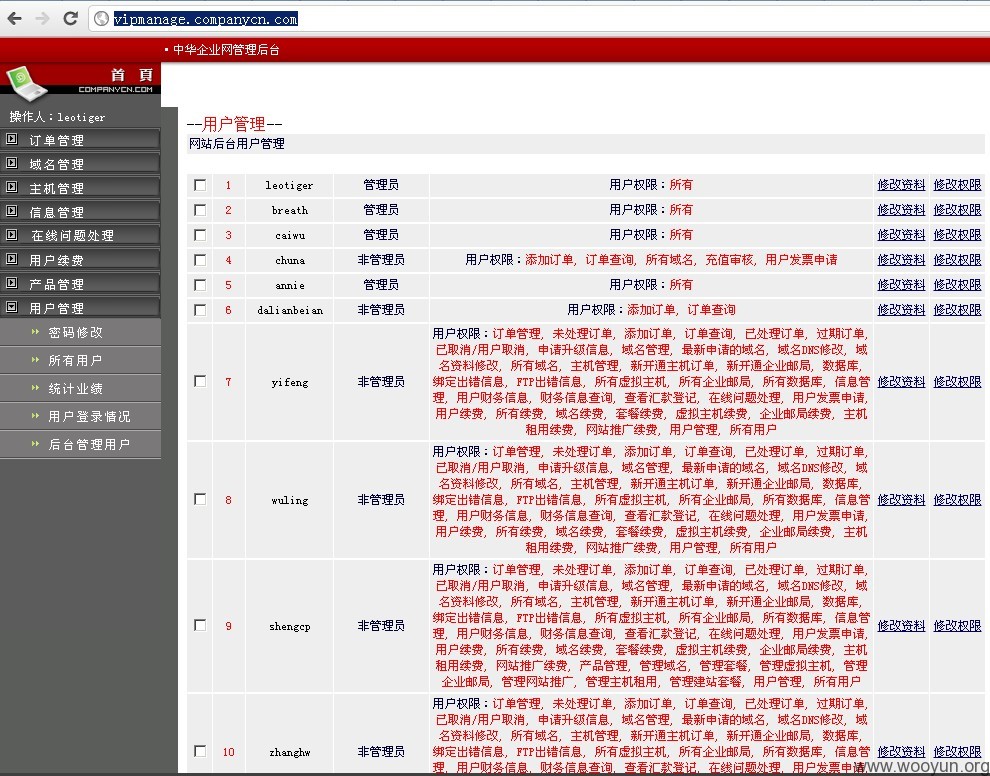 vipmanage.companycn.com
• 中华企业网管理后台
首 頁
COMPANYCN.COM
操作人：leotiger
订单管理
域名管理
主机管理
信息管理
在线问题处理
用户续费
产品管理
用户管理
密码修改
所有用户
统计业绩
用户登录情况
后台管理用户
--用户管理--
网站后台用户管理
1 leotiger 管理员 用户权限：所有 修改资料 修改权限
2 breath 管理员 用户权限：所有 修改资料 修改权限
3 caiwu 管理员 用户权限：所有 修改资料 修改权限
4 chuna 非管理员 用户权限：添加订单, 订单查询, 所有域名, 充值审核, 用户发票申请 修改资料 修改权限
5 annie 管理员 用户权限：所有 修改资料 修改权限
6 dalianbeian 非管理员 用户权限：添加订单, 订单查询 修改资料 修改权限
用户权限：订单管理, 未处理订单, 添加订单, 订单查询, 已处理订单, 过期订单,
已取消/用户取消, 申请升级信息, 域名管理, 最新申请的域名, 域名DNS修改, 域
名资料修改, 所有域名, 主机管理, 新开通主机订单, 新开通企业邮局, 数据库,
7 yifeng 非管理员 绑定出错信息, FTP出错信息, 所有虚拟主机, 所有企业邮局, 所有数据库, 信息管 修改资料 修改权限
理, 用户财务信息, 财务信息查询, 查看汇款登记, 在线问题处理, 用户发票申请,
用户续费, 所有续费, 域名续费, 套餐续费, 虚拟主机续费, 企业邮局续费, 主机
租用续费, 网站推广续费, 用户管理, 所有用户
用户权限：订单管理, 未处理订单, 添加订单, 订单查询, 已处理订单, 过期订单,
已取消/用户取消, 申请升级信息, 域名管理, 最新申请的域名, 域名DNS修改, 域
名资料修改, 所有域名, 主机管理, 新开通主机订单, 新开通企业邮局, 数据库,
8 wuling 非管理员 绑定出错信息, FTP出错信息, 所有虚拟主机, 所有企业邮局, 所有数据库, 信息管 修改资料 修改权限
理, 用户财务信息, 财务信息查询, 查看汇款登记, 在线问题处理, 用户发票申请,
用户续费, 所有续费, 域名续费, 套餐续费, 虚拟主机续费, 企业邮局续费, 主机
租用续费, 网站推广续费, 用户管理, 所有用户
用户权限：订单管理, 未处理订单, 添加订单, 订单查询, 已处理订单, 过期订单,
已取消/用户取消, 申请升级信息, 域名管理, 最新申请的域名, 域名DNS修改, 域
名资料修改, 所有域名, 主机管理, 新开通主机订单, 新开通企业邮局, 数据库,
绑定出错信息, FTP出错信息, 所有虚拟主机, 所有企业邮局, 所有数据库, 信息管
9 shengcp 非管理员 理, 用户财务信息, 财务信息查询, 查看汇款登记, 在线问题处理, 用户发票申请, 修改资料 修改权限
用户续费, 所有续费, 域名续费, 套餐续费, 虚拟主机续费, 企业邮局续费, 主机
租用续费, 网站推广续费, 产品管理, 管理域名, 管理套餐, 管理虚拟主机, 管理
企业邮局, 管理网站推广, 管理主机租用, 管理建站套餐, 用户管理, 所有用户
用户权限：订单管理, 未处理订单, 添加订单, 订单查询, 已处理订单, 过期订单,
已取消/用户取消, 申请升级信息, 域名管理, 最新申请的域名, 域名DNS修改, 域
名资料修改, 所有域名, 主机管理, 新开通主机订单, 新开通企业邮局, 数据库,
10 zhanghw 非管理员 绑定出错信息, FTP出错信息, 所有虚拟主机, 所有企业邮局, 所有数据库, 信息管 修改资料 修改权限
理, 用户财务信息, 财务信息查询, 查看汇款登记, 在线问题处理, 用户发票申请
www.wooyun.org